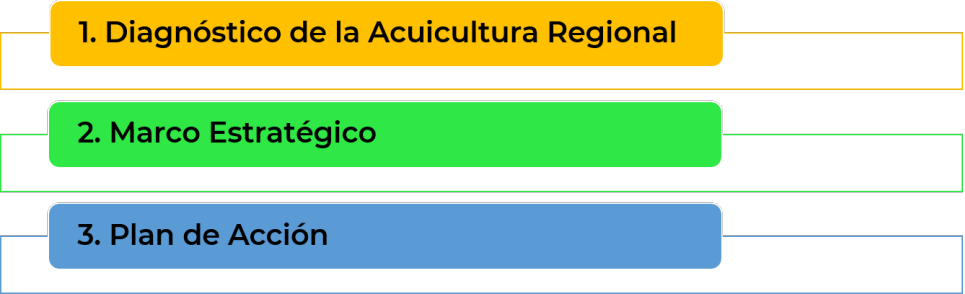 1. Diagnóstico de la Acuicultura Regional
2. Marco Estratégico
3. Plan de Acción